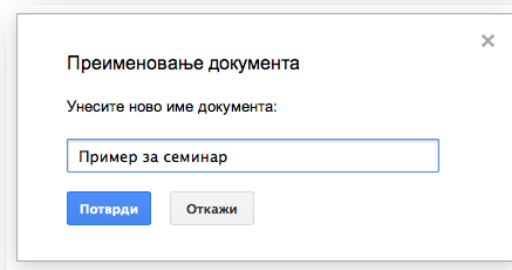 Преименовање документа
Унесите ново име документа:
Пример за семинар
Потврди Откажи